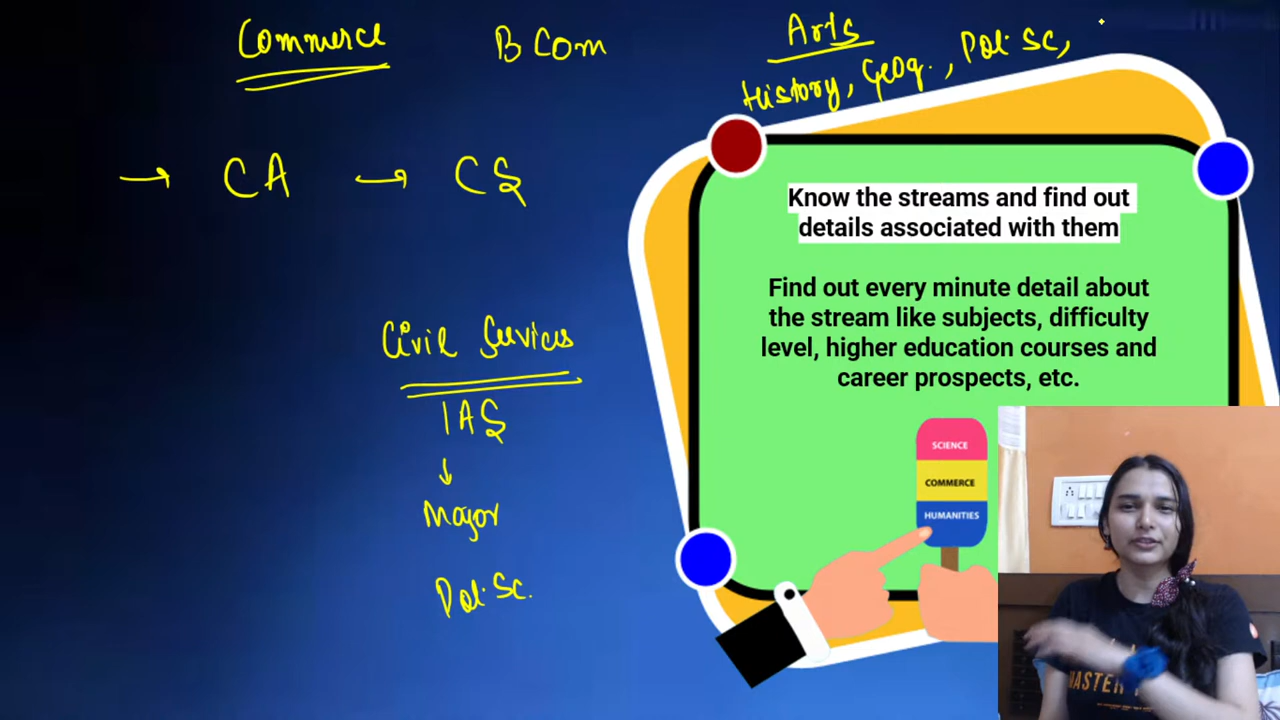 Commerce
B Com
Arts
History, Geog., Pol. Sc,
→ CA → CS
Know the streams and find out
details associated with them
Find out every minute detail about
the stream like subjects, difficulty
level, higher education courses and
career prospects, etc.
Civil Services
IAS
↓
Major
Pol. Sc.
SCIENCE
COMMERCE
HUMANITIES
MASTER